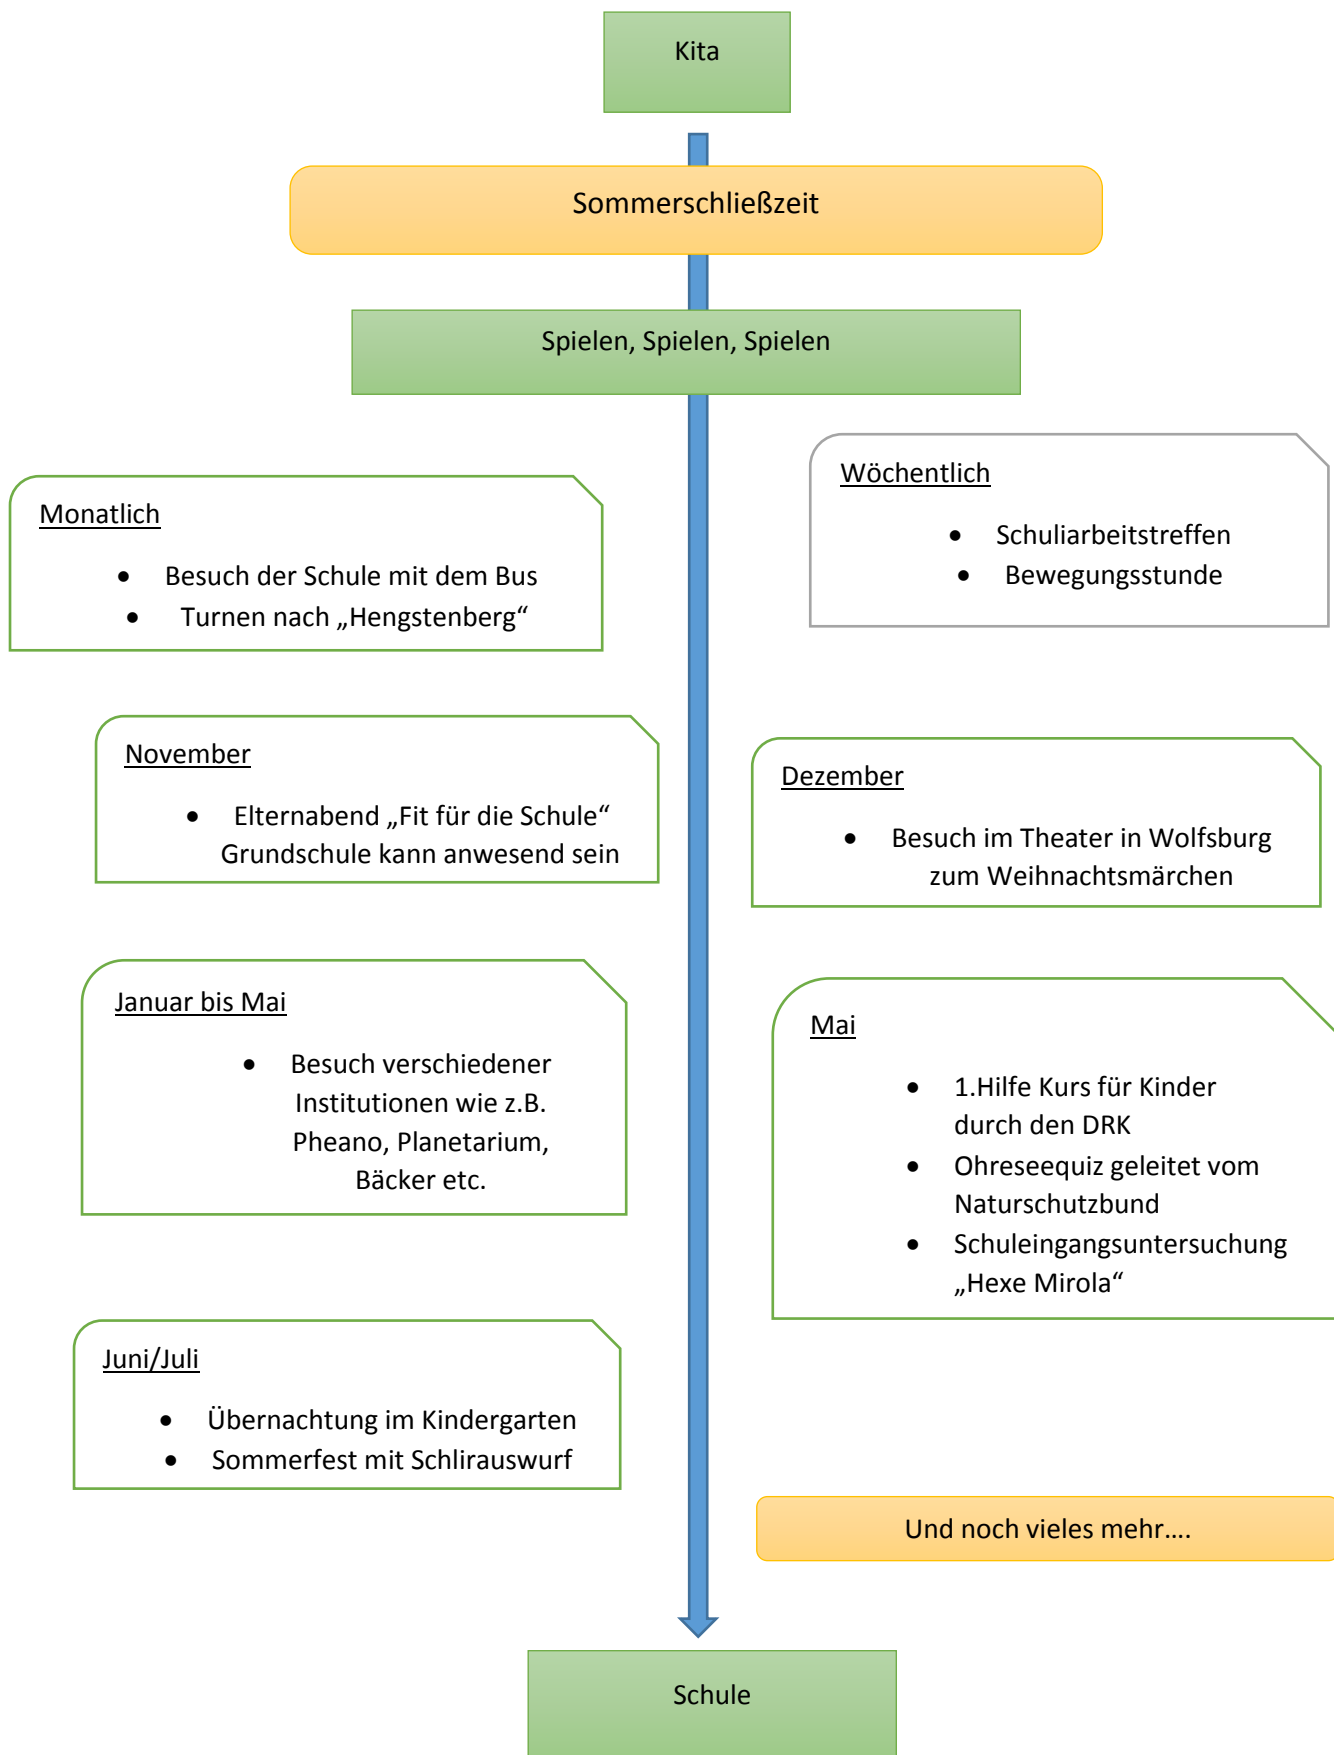 Kita
Sommerschließzeit
Spielen, Spielen, Spielen
Wöchentlich
• Schuliarbeitstreffen
• Bewegungsstunde
Monatlich
• Besuch der Schule mit dem Bus
• Turnen nach „Hengstenberg“
November
• Elternabend „Fit für die Schule“
Grundschule kann anwesend sein
Dezember
• Besuch im Theater in Wolfsburg
zum Weihnachtsmärchen
Januar bis Mai
• Besuch verschiedener
Institutionen wie z.B.
Pheano, Planetarium,
Bäcker etc.
Mai
• 1.Hilfe Kurs für Kinder
durch den DRK
• Ohreseequiz geleitet vom
Naturschutzbund
• Schuleingangsuntersuchung
„Hexe Mirola“
Juni/Juli
• Übernachtung im Kindergarten
• Sommerfest mit Schlirauswurf
Und noch vieles mehr....
Schule